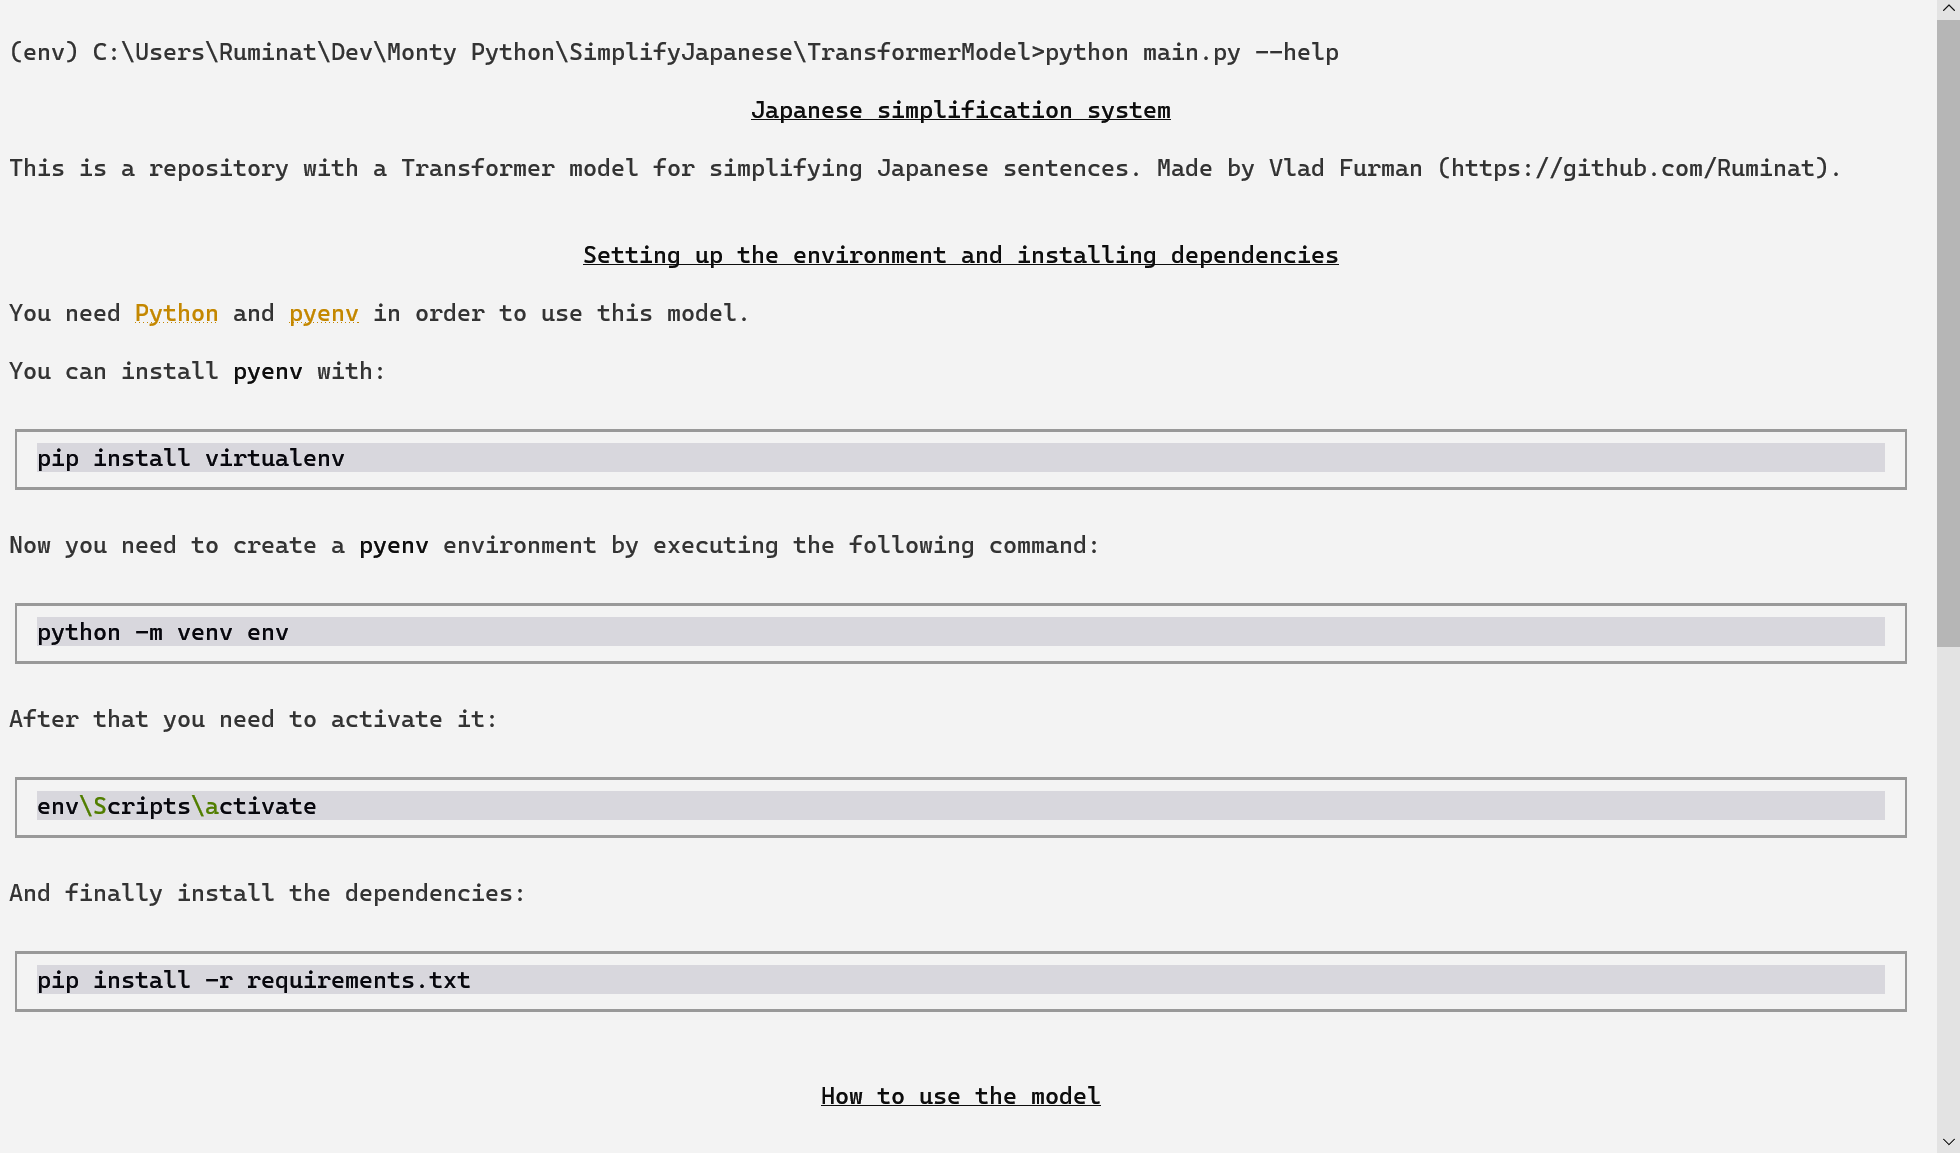 (env) C:\Users\Ruminat\Dev\Monty Python\SimplifyJapanese\TransformerModel>python main.py --help
Japanese simplification system
This is a repository with a Transformer model for simplifying Japanese sentences. Made by Vlad Furman (https://github.com/Ruminat).
Setting up the environment and installing dependencies
You need Python and pyenv in order to use this model.
You can install pyenv with:
pip install virtualenv
Now you need to create a pyenv environment by executing the following command:
python -m venv env
After that you need to activate it:
env\Scripts\activate
And finally install the dependencies:
pip install -r requirements.txt
How to use the model